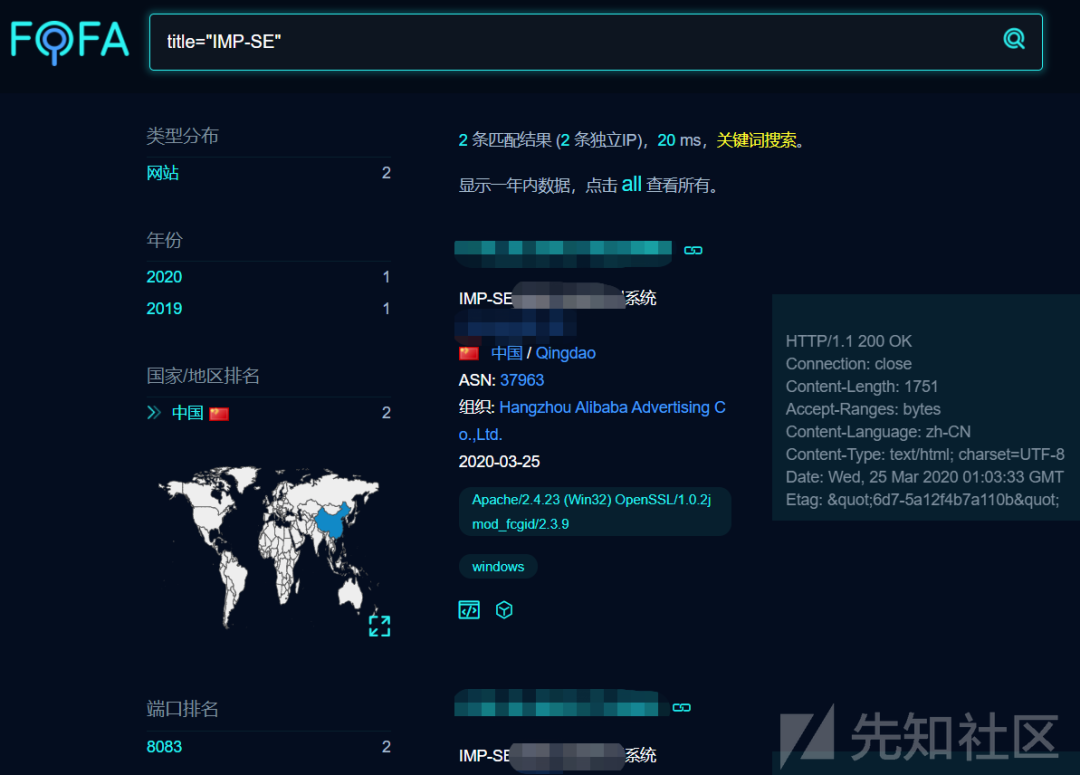 FOFA
title="IMP-SE"
类型分布
网站 2
年份
2020 1
2019 1
国家/地区排名
中国 2
端口排名
8083 2
2 条匹配结果 (2 条独立IP)，20 ms，关键词搜索。
显示一年内数据，点击 all 查看所有。
IMP-SE 系统
中国 / Qingdao
ASN: 37963
组织: Hangzhou Alibaba Advertising C
o.,Ltd.
2020-03-25
Apache/2.4.23 (Win32) OpenSSL/1.0.2j
mod_fcgid/2.3.9
windows
HTTP/1.1 200 OK
Connection: close
Content-Length: 1751
Accept-Ranges: bytes
Content-Language: zh-CN
Content-Type: text/html; charset=UTF-8
Date: Wed, 25 Mar 2020 01:03:33 GMT
Etag: &quot;6d7-5a12f4b7a110b&quot;
IMP-SE 系统
先知社区